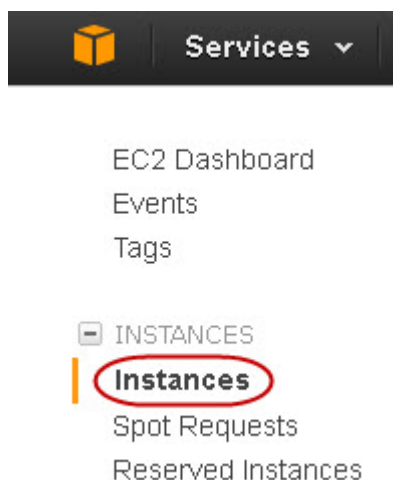 Services
EC2 Dashboard
Events
Tags
INSTANCES
Instances
Spot Requests
Reserved Instances